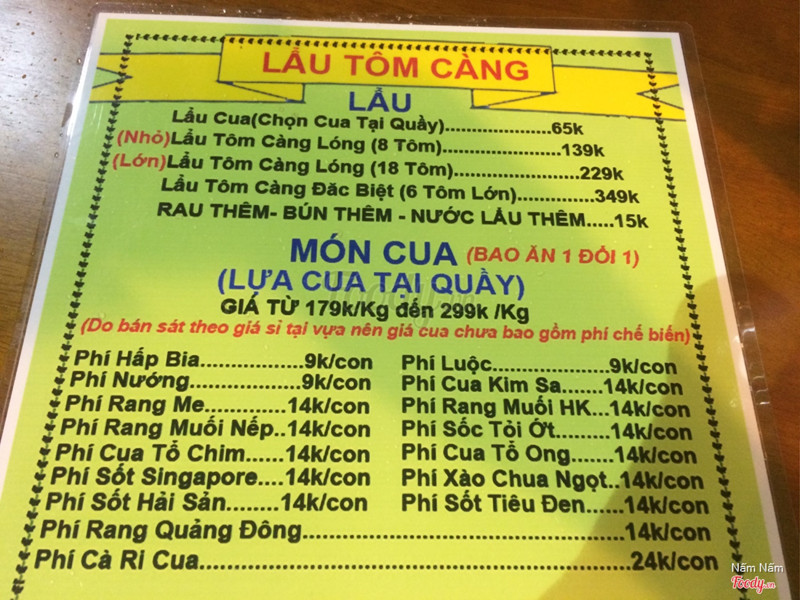 LẨU TÔM CÀNG
LẨU
Lẩu Cua(Chọn Cua Tại Quầy)....................65k
(Nhỏ)Lẩu Tôm Càng Lóng (8 Tôm)......................139k
(Lớn)Lẩu Tôm Càng Lóng (18 Tôm)......................229k
Lẩu Tôm Càng Đặc Biệt (6 Tôm Lớn)..............349k
RAU THÊM- BÚN THÊM - NƯỚC LẨU THÊM.....15k
MÓN CUA (BAO ĂN 1 ĐỔI 1)
(LỰA CUA TẠI QUẦY)
GIÁ TỪ 179k/Kg đến 299k /Kg
(Do bán sát theo giá sỉ tại vựa nên giá cua chưa bao gồm phí chế biến)
Phí Hấp Bia..................9k/con Phí Luộc.....................9k/con
Phí Nướng..................9k/con Phí Cua Kim Sa.......14k/con
Phí Rang Me.............14k/con Phí Rang Muối HK...14k/con
Phí Rang Muối Nếp..14k/con Phí Sốc Tỏi Ớt.........14k/con
Phí Cua Tổ Chim......14k/con Phí Cua Tổ Ong.......14k/con
Phí Sốt Singapore....14k/con Phí Xào Chua Ngọt..14k/con
Phí Sốt Hải Sản........14k/con Phí Sốt Tiêu Đen......14k/con
Phí Rang Quảng Đông....................................................14k/con
Phí Cà Ri Cua......................................................................24k/con
Năm Năm
Foody.vn